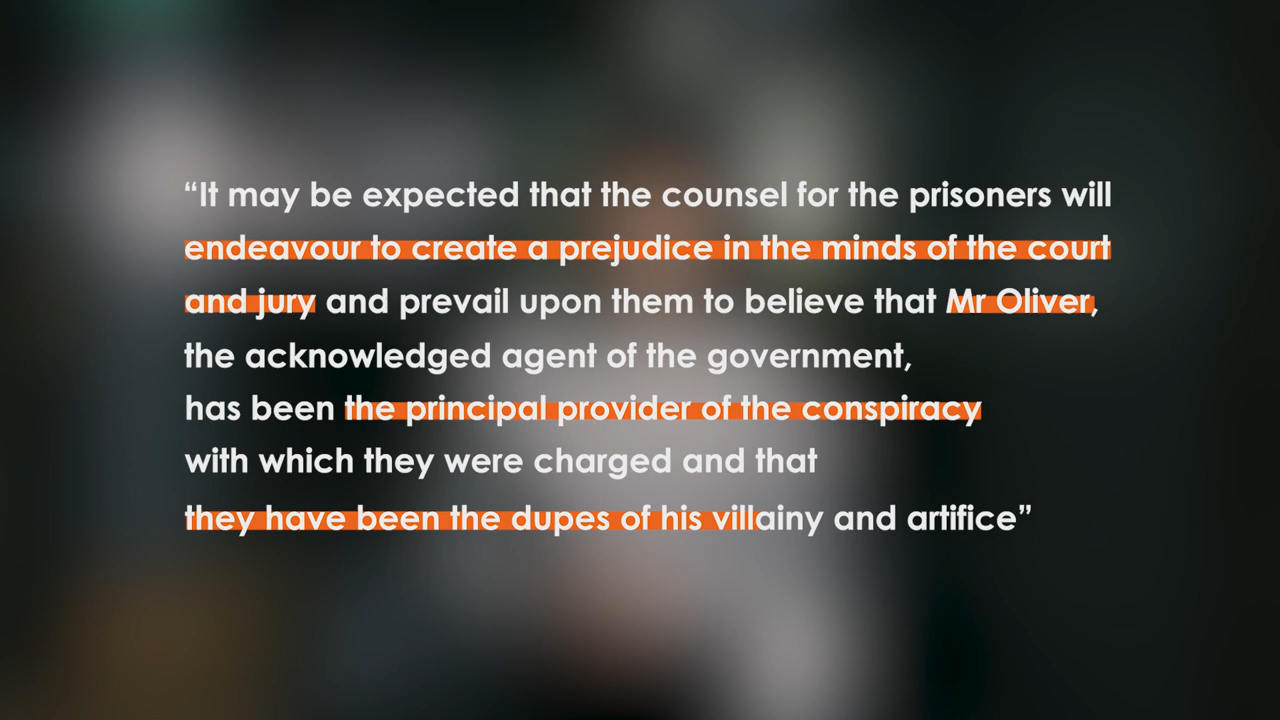 “It may be expected that the counsel for the prisoners will
endeavour to create a prejudice in the minds of the court
and jury and prevail upon them to believe that Mr Oliver,
the acknowledged agent of the government,
has been the principal provider of the conspiracy
with which they were charged and that
they have been the dupes of his villainy and artifice”